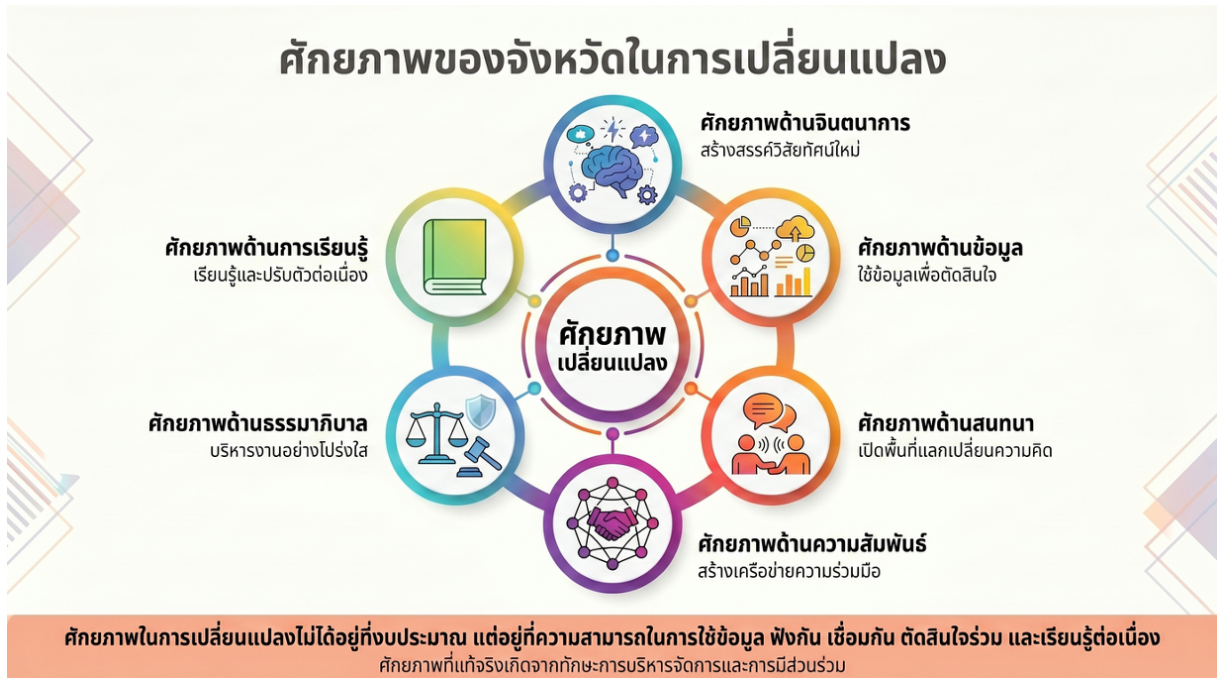 ศักยภาพของจังหวัดในการเปลี่ยนแปลง
ศักยภาพด้านจินตนาการ
สร้างสรรค์วิสัยทัศน์ใหม่
ศักยภาพด้านข้อมูล
ใช้ข้อมูลเพื่อตัดสินใจ
ศักยภาพด้านสนทนา
เปิดพื้นที่แลกเปลี่ยนความคิด
ศักยภาพด้านความสัมพันธ์
สร้างเครือข่ายความร่วมมือ
ศักยภาพด้านธรรมาภิบาล
บริหารงานอย่างโปร่งใส
ศักยภาพด้านการเรียนรู้
เรียนรู้และปรับตัวต่อเนื่อง
ศักยภาพ
เปลี่ยนแปลง
ศักยภาพในการเปลี่ยนแปลงไม่ได้อยู่ที่งบประมาณ แต่อยู่ที่ความสามารถในการใช้ข้อมูล ฟังกัน เชื่อมกัน ตัดสินใจร่วม และเรียนรู้ต่อเนื่อง
ศักยภาพที่แท้จริงเกิดจากทักษะการบริหารจัดการและการมีส่วนร่วม